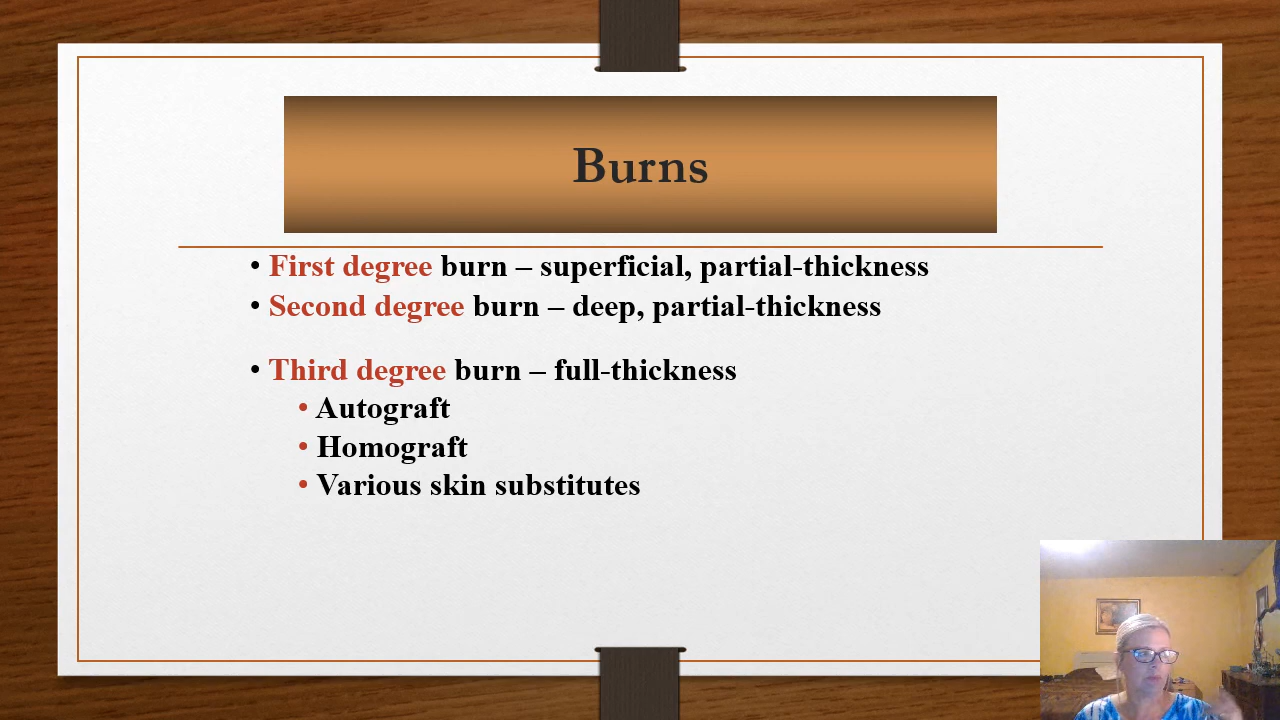 Burns
• First degree burn – superficial, partial-thickness
• Second degree burn – deep, partial-thickness
• Third degree burn – full-thickness
• Autograft
• Homograft
• Various skin substitutes